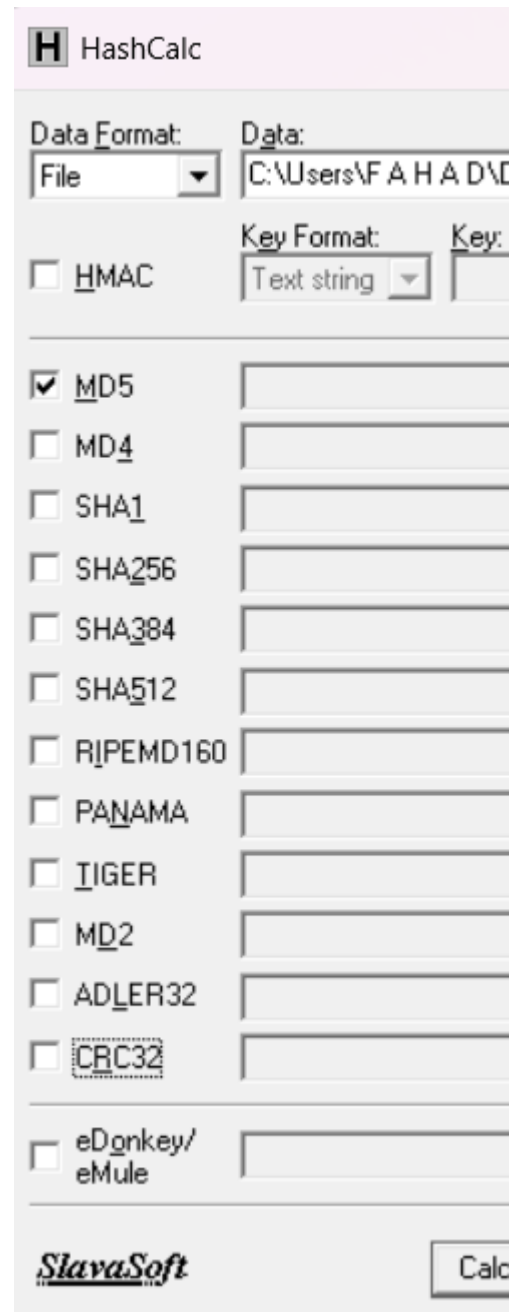 H HashCalc
Data Format: Data:
File C:\Users\F A H A D\D
Key Format: Key:
HMAC Text string
MD5
MD4
SHA1
SHA256
SHA384
SHA512
RIPEMD160
PANAMA
TIGER
MD2
ADLER32
CRC32
eDonkey/
eMule
SlavaSoft Calc